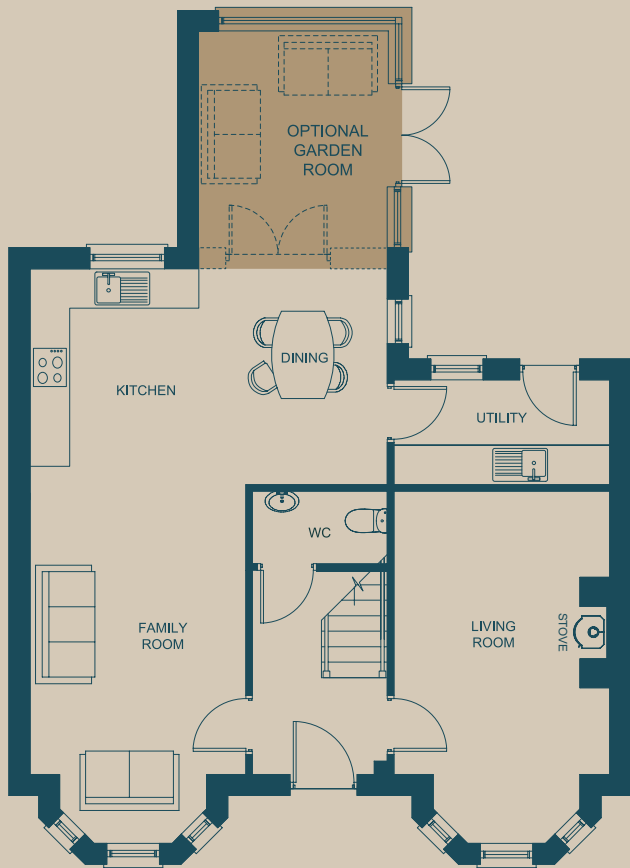 OPTIONAL
GARDEN
ROOM
DINING
KITCHEN
UTILITY
WC
FAMILY
ROOM
LIVING
ROOM
STOVE